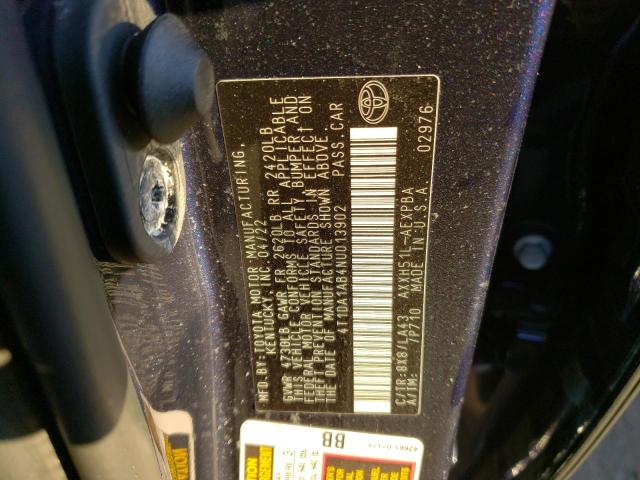 MFD.BY:TOYOTA MOTOR MANUFACTURING,
KENTUCKY, INC. 04/22
GVWR 4730LB GAWR FR 2620LB RR 2420LB
THIS VEHICLE CONFORMS TO ALL APPLICABLE
FEDERAL MOTOR VEHICLE SAFETY, BUMPER AND
THEFT PREVENTION STANDARDS IN EFFECT ON
THE DATE OF MANUFACTURE SHOWN ABOVE.
4T1DA1AB4NU013902 PASS.CAR
C/TR:8X8/LA43 AXXH51L-AEXPBA
A/TM: /P710 MADE IN U.S.A. 02976
BB